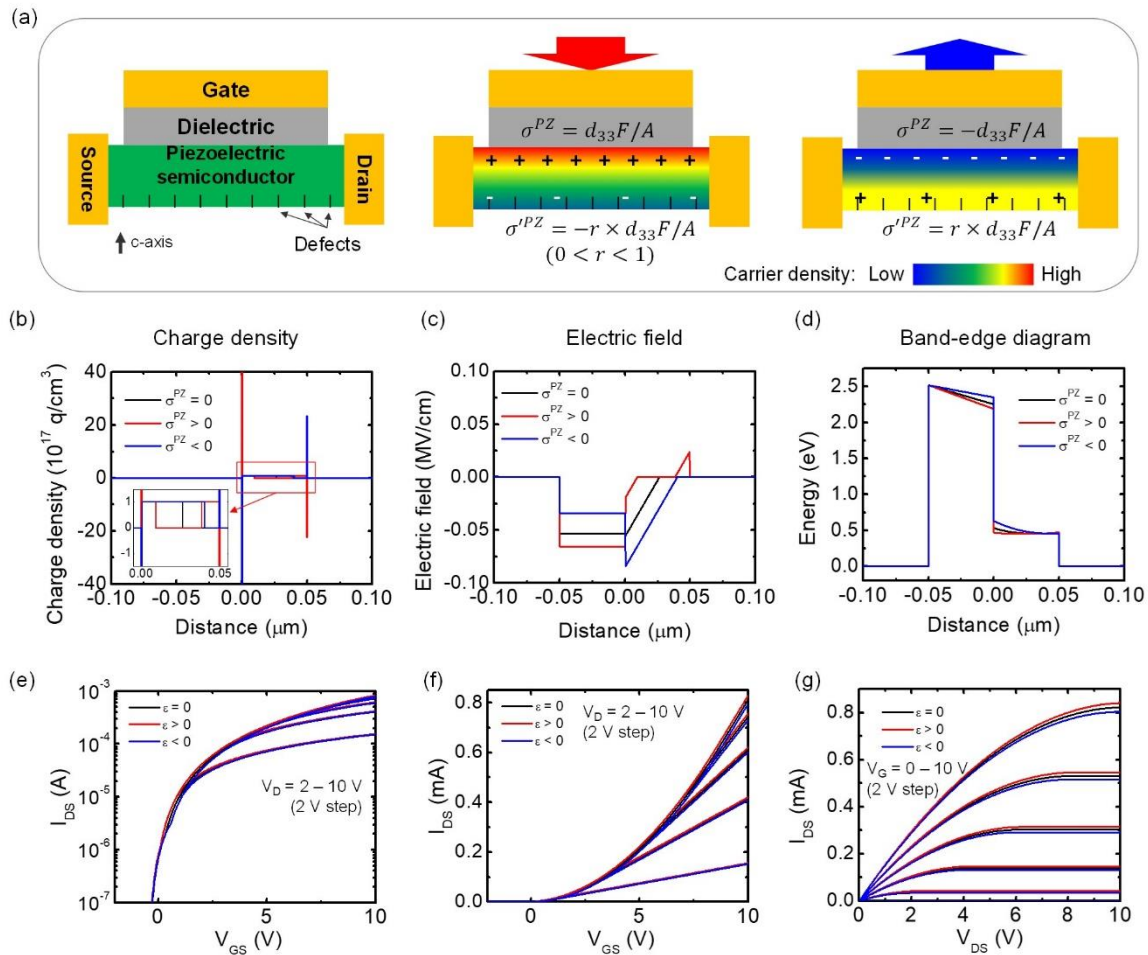 (a)
Gate
Dielectric
Source
Piezoelectric
semiconductor
Drain
c-axis
Defects
σ^PZ = d₃₃F/A
+ + + + + + + +
- - - -
σ'^PZ = −r × d₃₃F/A
(0 < r < 1)
σ^PZ = −d₃₃F/A
- - - - - - - -
+ + + +
σ'^PZ = r × d₃₃F/A
Carrier density: Low High
(b)
Charge density
Charge density (10^17 q/cm^3)
40
20
0
-20
-40
σ^PZ = 0
σ^PZ > 0
σ^PZ < 0
1
0
-1
0.00 0.05
-0.10 -0.05 0.00 0.05 0.10
Distance (μm)
(c)
Electric field
Electric field (MV/cm)
0.10
0.05
0.00
-0.05
-0.10
σ^PZ = 0
σ^PZ > 0
σ^PZ < 0
-0.10 -0.05 0.00 0.05 0.10
Distance (μm)
(d)
Band-edge diagram
Energy (eV)
2.5
2.0
1.5
1.0
0.5
0.0
σ^PZ = 0
σ^PZ > 0
σ^PZ < 0
-0.10 -0.05 0.00 0.05 0.10
Distance (μm)
(e)
I_DS (A)
10^-3
10^-4
10^-5
10^-6
10^-7
ε = 0
ε > 0
ε < 0
V_D = 2 – 10 V
(2 V step)
0 5 10
V_GS (V)
(f)
I_DS (mA)
0.8
0.6
0.4
0.2
0.0
ε = 0
ε > 0
ε < 0
V_D = 2 – 10 V
(2 V step)
0 5 10
V_GS (V)
(g)
I_DS (mA)
0.8
0.6
0.4
0.2
0.0
ε = 0
ε > 0
ε < 0
V_G = 0 – 10 V
(2 V step)
0 2 4 6 8 10
V_DS (V)